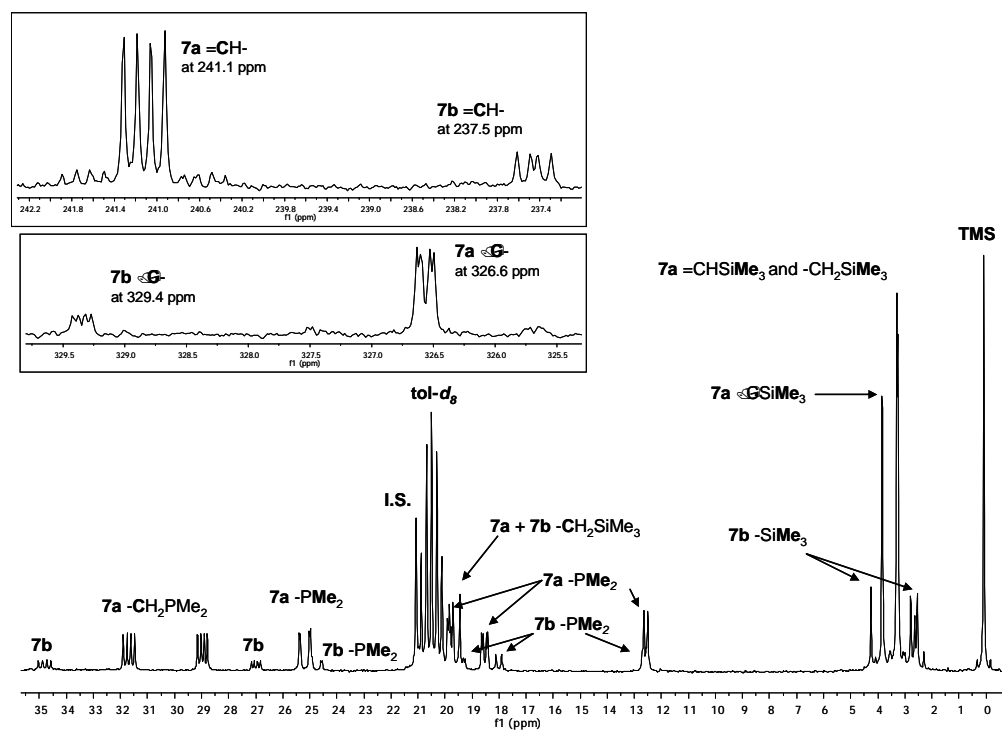 7a =CH-
at 241.1 ppm
7b =CH-
at 237.5 ppm
242.2 241.8 241.4 241.0 240.6 240.2 239.8 239.4 239.0 238.6 238.2 237.8 237.4
f1 (ppm)
7b
at 329.4 ppm
7a
at 326.6 ppm
329.5 329.0 328.5 328.0 327.5 327.0 326.5 326.0 325.5
f1 (ppm)
TMS
7a =CHSiMe3 and -CH2SiMe3
tol-d8
7a SiMe3
I.S.
7a + 7b -CH2SiMe3
7b -SiMe3
7a -PMe2
7a -PMe2
7a -CH2PMe2
7b -PMe2
7b
7b
7b -PMe2
35 34 33 32 31 30 29 28 27 26 25 24 23 22 21 20 19 18 17 16 15 14 13 12 11 10 9 8 7 6 5 4 3 2 1 0
f1 (ppm)